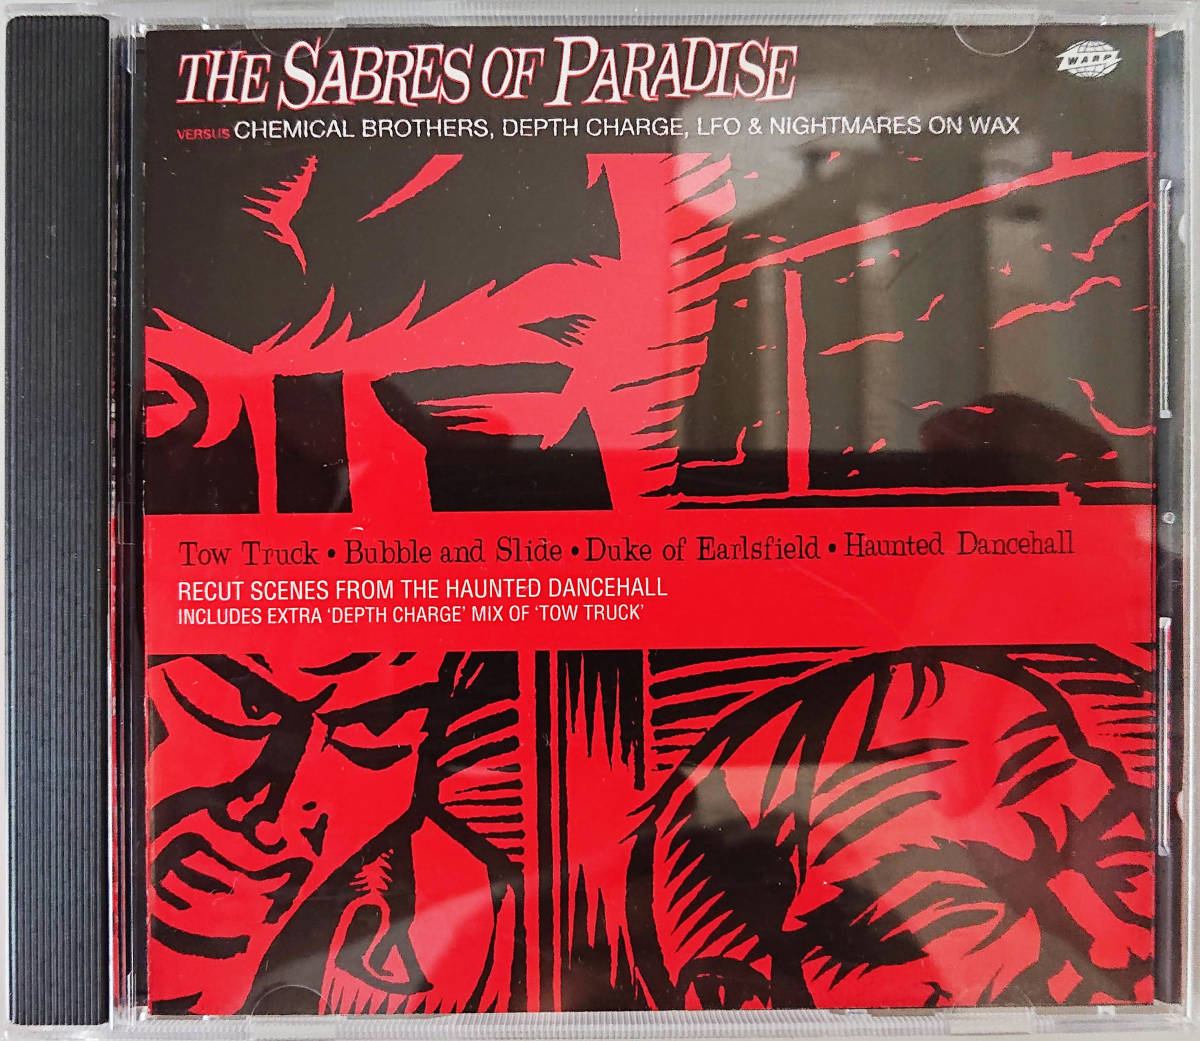 THE SABRES OF PARADISE
WARP
VERSUS CHEMICAL BROTHERS, DEPTH CHARGE, LFO & NIGHTMARES ON WAX
Tow Truck • Bubble and Slide • Duke of Earlsfield • Haunted Dancehall
RECUT SCENES FROM THE HAUNTED DANCEHALL
INCLUDES EXTRA ‘DEPTH CHARGE’ MIX OF ‘TOW TRUCK’